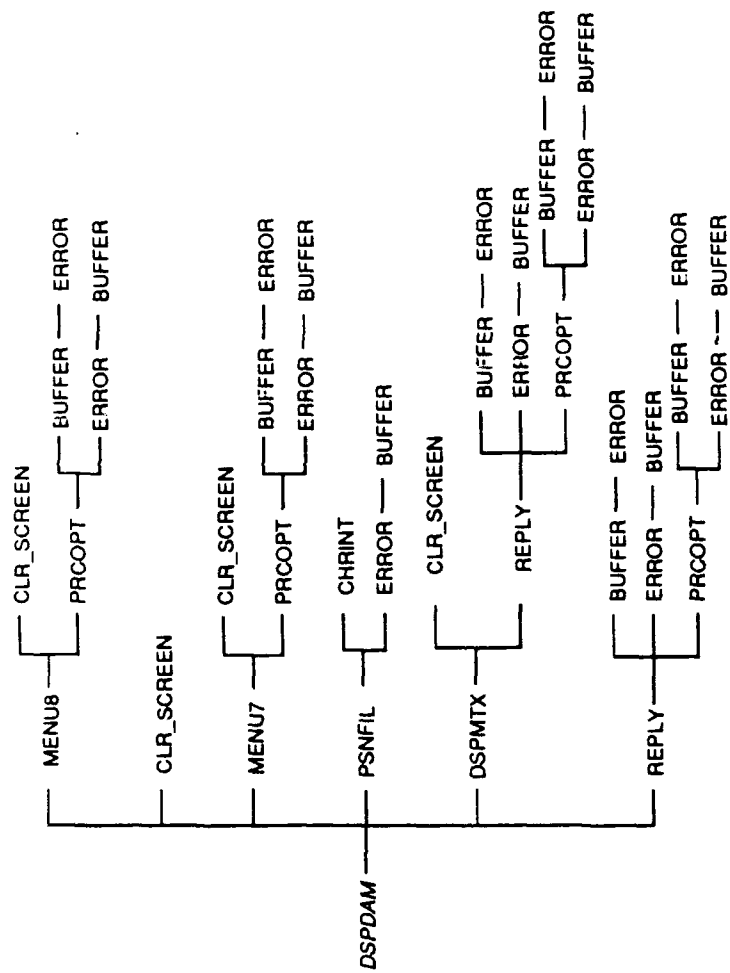 DSPDAM
MENU8
CLR_SCREEN
PRCOPT
BUFFER — ERROR
ERROR — BUFFER
CLR_SCREEN
MENU7
CLR_SCREEN
PRCOPT
BUFFER — ERROR
ERROR — BUFFER
PSNFIL
CHRINT
ERROR — BUFFER
DSPMTX
CLR_SCREEN
REPLY
BUFFER — ERROR
ERROR — BUFFER
PRCOPT
BUFFER — ERROR
ERROR — BUFFER
REPLY
BUFFER — ERROR
ERROR — BUFFER
PRCOPT
BUFFER — ERROR
ERROR — BUFFER